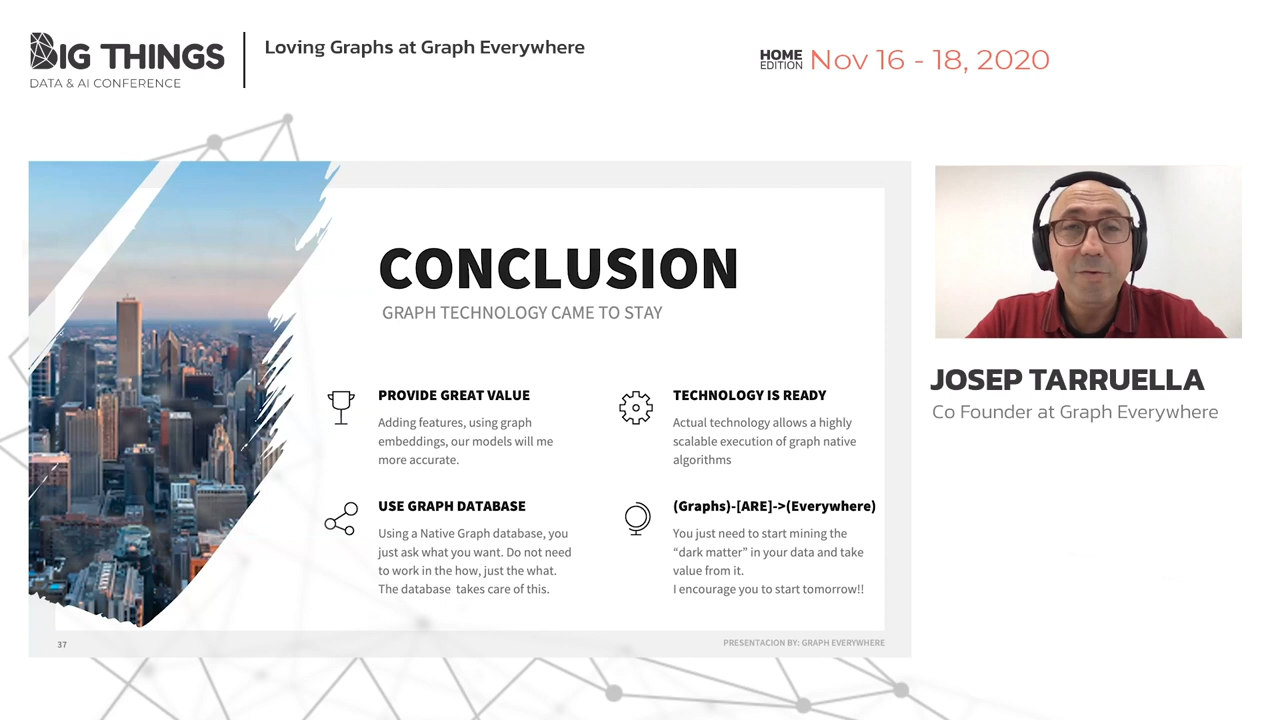 BIG THINGS
DATA & AI CONFERENCE
Loving Graphs at Graph Everywhere
HOME
EDITION
Nov 16 - 18, 2020
CONCLUSION
GRAPH TECHNOLOGY CAME TO STAY
PROVIDE GREAT VALUE
Adding features, using graph
embeddings, our models will me
more accurate.
TECHNOLOGY IS READY
Actual technology allows a highly
scalable execution of graph native
algorithms
USE GRAPH DATABASE
Using a Native Graph database, you
just ask what you want. Do not need
to work in the how, just the what.
The database takes care of this.
(Graphs)-[ARE]->(Everywhere)
You just need to start mining the
“dark matter” in your data and take
value from it.
I encourage you to start tomorrow!!
37
PRESENTACION BY: GRAPH EVERYWHERE
JOSEP TARRUELLA
Co Founder at Graph Everywhere